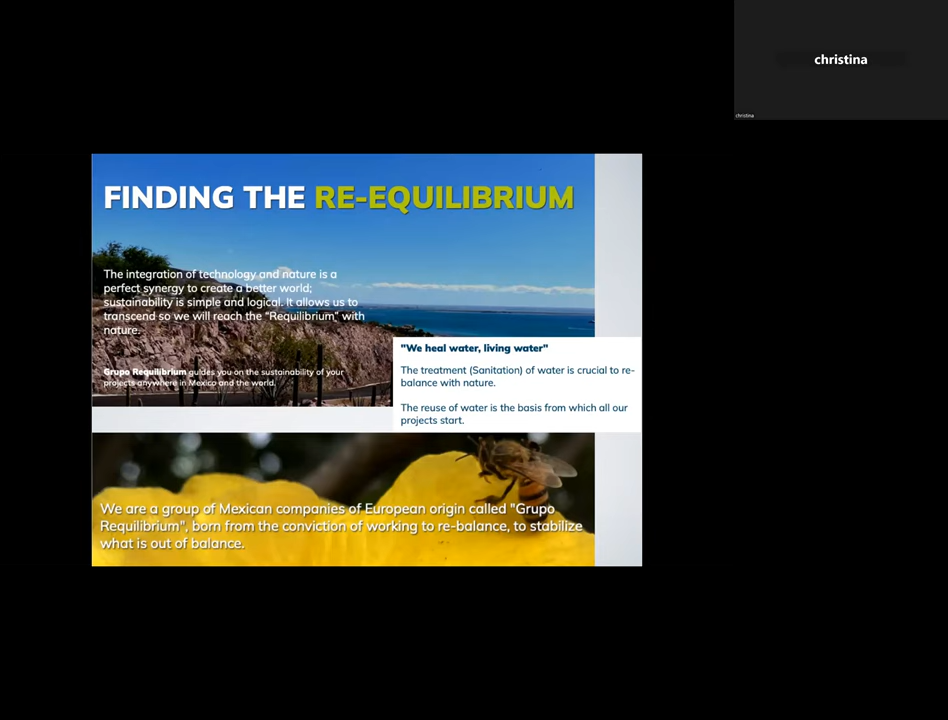 christina
christina
FINDING THE RE-EQUILIBRIUM
The integration of technology and nature is a
perfect synergy to create a better world;
sustainability is simple and logical. It allows us to
transcend so we will reach the "Requilibrium" with
nature.
Grupo Requilibrium guides you on the sustainability of your
projects anywhere in Mexico and the world.
"We heal water, living water"
The treatment (Sanitation) of water is crucial to re-
balance with nature.
The reuse of water is the basis from which all our
projects start.
We are a group of Mexican companies of European origin called "Grupo
Requilibrium", born from the conviction of working to re-balance, to stabilize
what is out of balance.